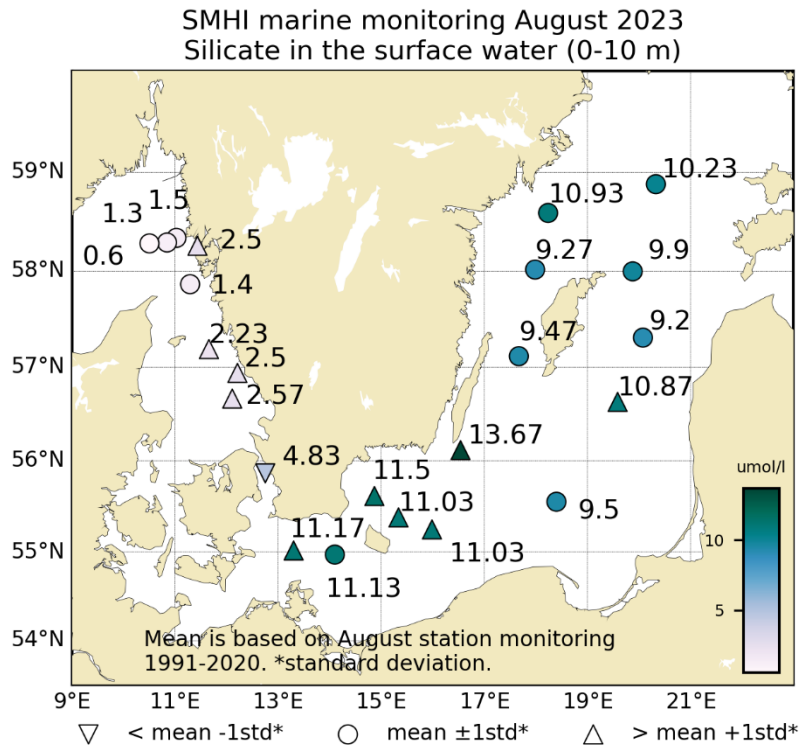 SMHI marine monitoring August 2023
Silicate in the surface water (0-10 m)
59°N
58°N
57°N
56°N
55°N
54°N
10.23
10.93
1.5
1.3
2.5
0.6
9.27
9.9
1.4
9.2
2.23
9.47
2.5
10.87
2.57
13.67
4.83
11.5
umol/l
11.03
9.5
10
11.17
11.03
11.13
5
Mean is based on August station monitoring
1991-2020. *standard deviation.
9°E 11°E 13°E 15°E 17°E 19°E 21°E
< mean -1std* mean ±1std* > mean +1std*